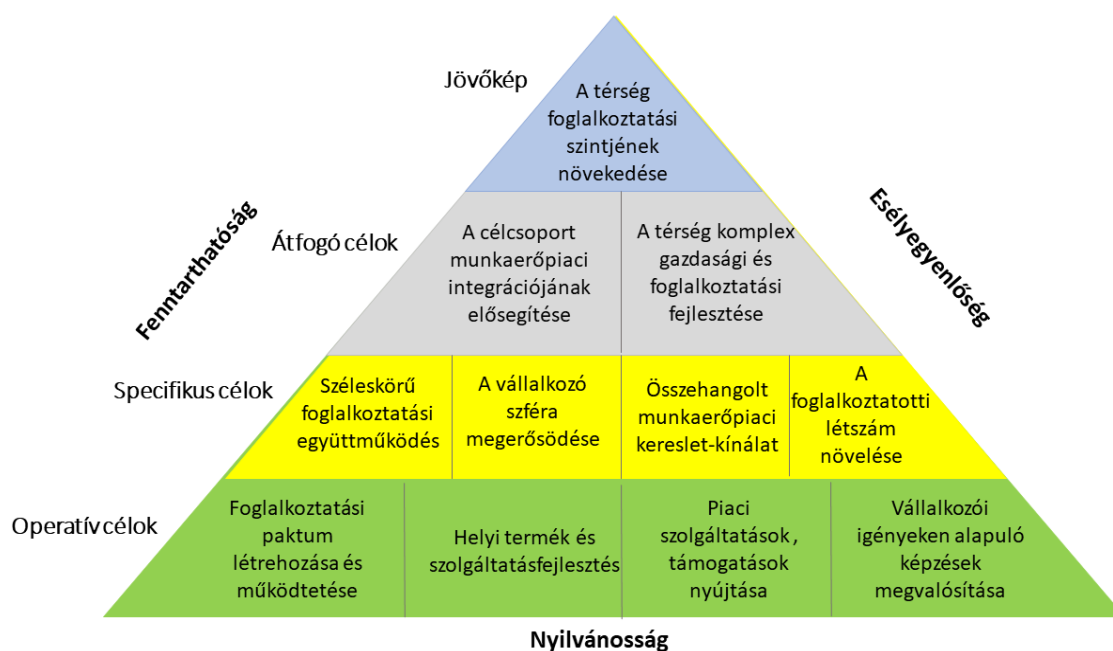 Jövőkép
A térség
foglalkoztatási
szintjének
növekedése
Fenntarthatóság
Esélyegyenlőség
Átfogó célok
A célcsoport
munkaerőpiaci
integrációjának
elősegítése
A térség komplex
gazdasági és
foglalkoztatási
fejlesztése
Specifikus célok
Széleskörű
foglalkoztatási
együttműködés
A vállalkozó
szféra
megerősödése
Összehangolt
munkaerőpiaci
kereslet-kínálat
A
foglalkoztatotti
létszám
növelése
Operatív célok
Foglalkoztatási
paktum
létrehozása és
működtetése
Helyi termék és
szolgáltatásfejlesztés
Piaci
szolgáltatások ,
támogatások
nyújtása
Vállalkozói
igényeken alapuló
képzések
megvalósítása
Nyilvánosság